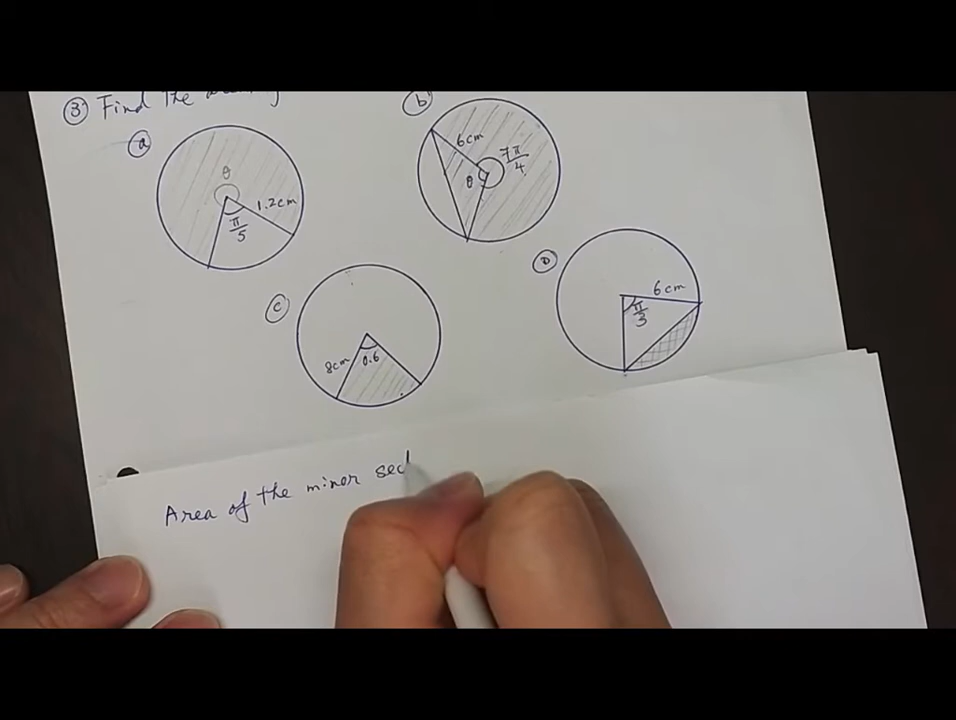 ③ Find the
ⓐ
θ
1.2cm
π/5
ⓑ
6cm
θ
7π/4
ⓒ
8cm
0.6
ⓓ
6cm
π/3
Area of the minor sec